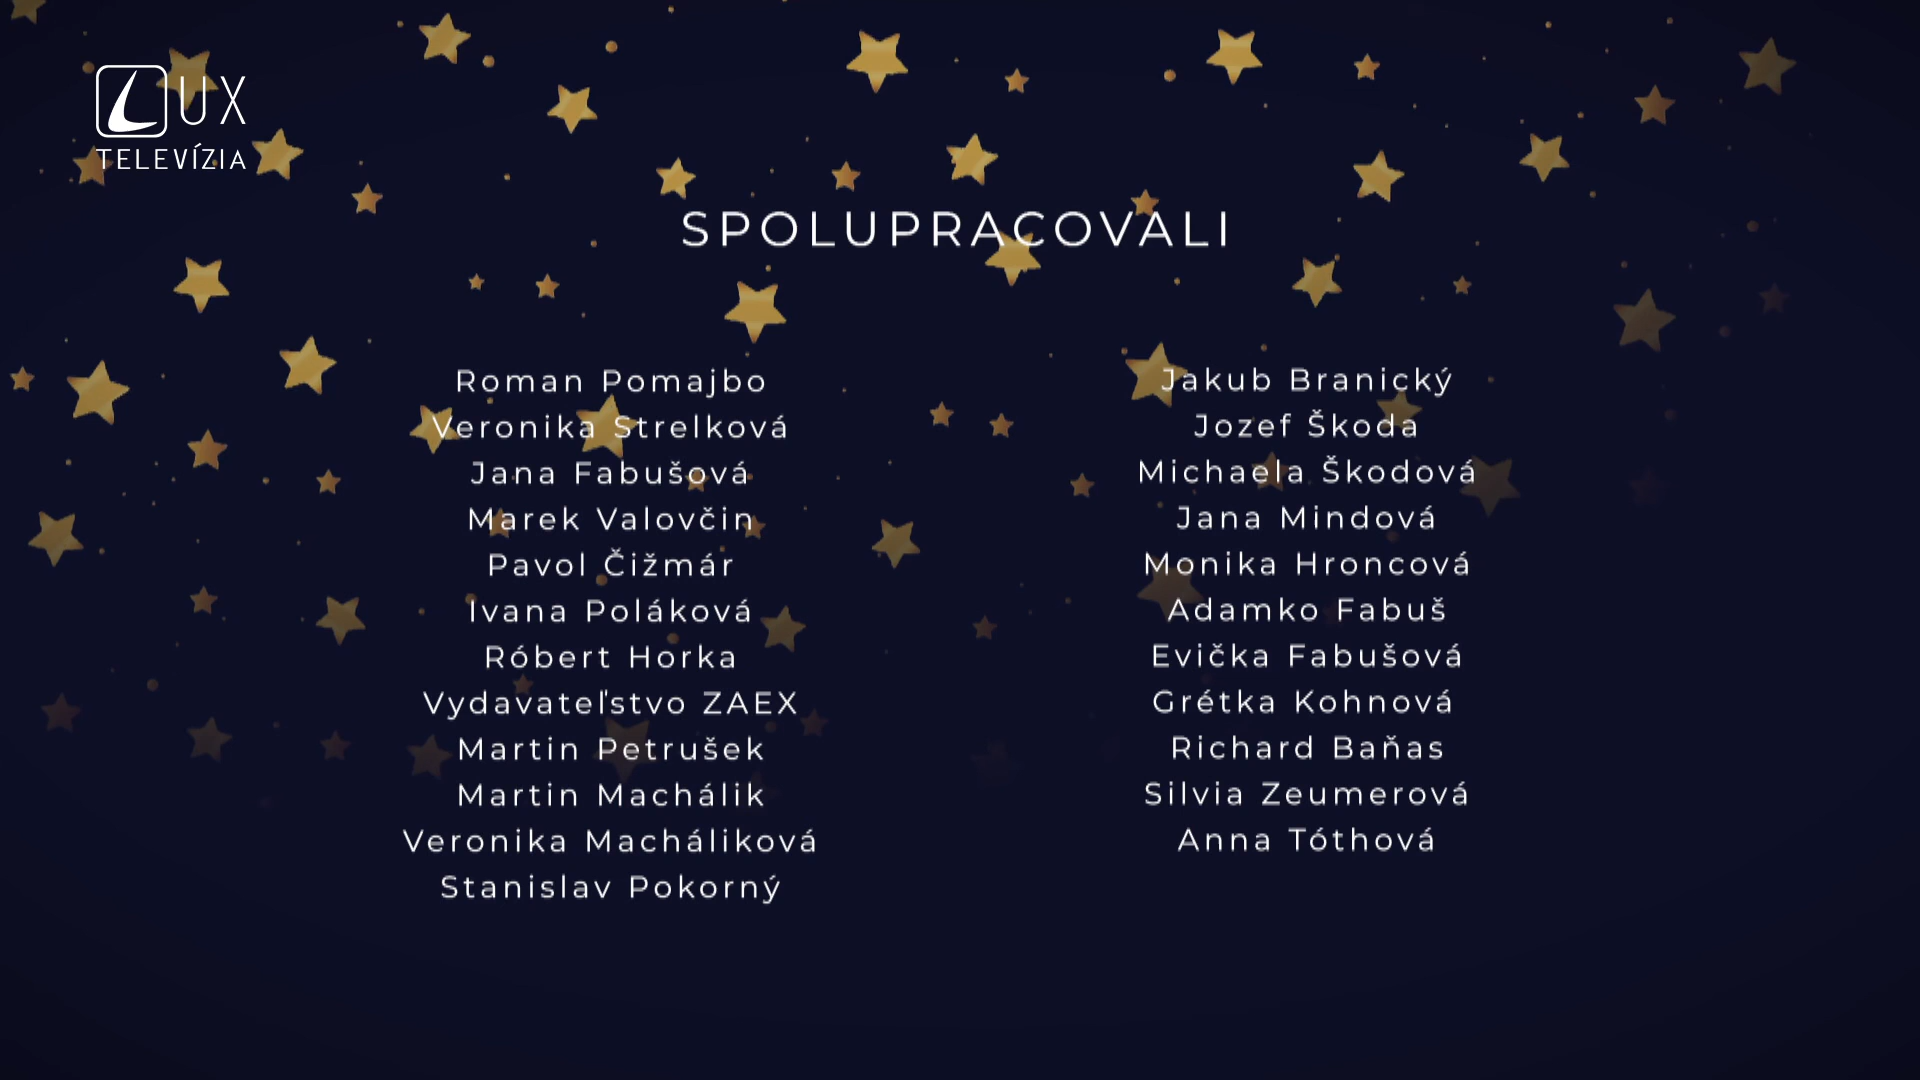 LUX
TELEVÍZIA
SPOLUPRACOVALI
Roman Pomajbo
Veronika Strelková
Jana Fabušová
Marek Valovčin
Pavol Čižmár
Ivana Poláková
Róbert Horka
Vydavateľstvo ZAEX
Martin Petrušek
Martin Machálik
Veronika Macháliková
Stanislav Pokorný
Jakub Branický
Jozef Škoda
Michaela Škodová
Jana Mindová
Monika Hroncová
Adamko Fabuš
Evička Fabušová
Grétka Kohnová
Richard Baňas
Silvia Zeumerová
Anna Tóthová